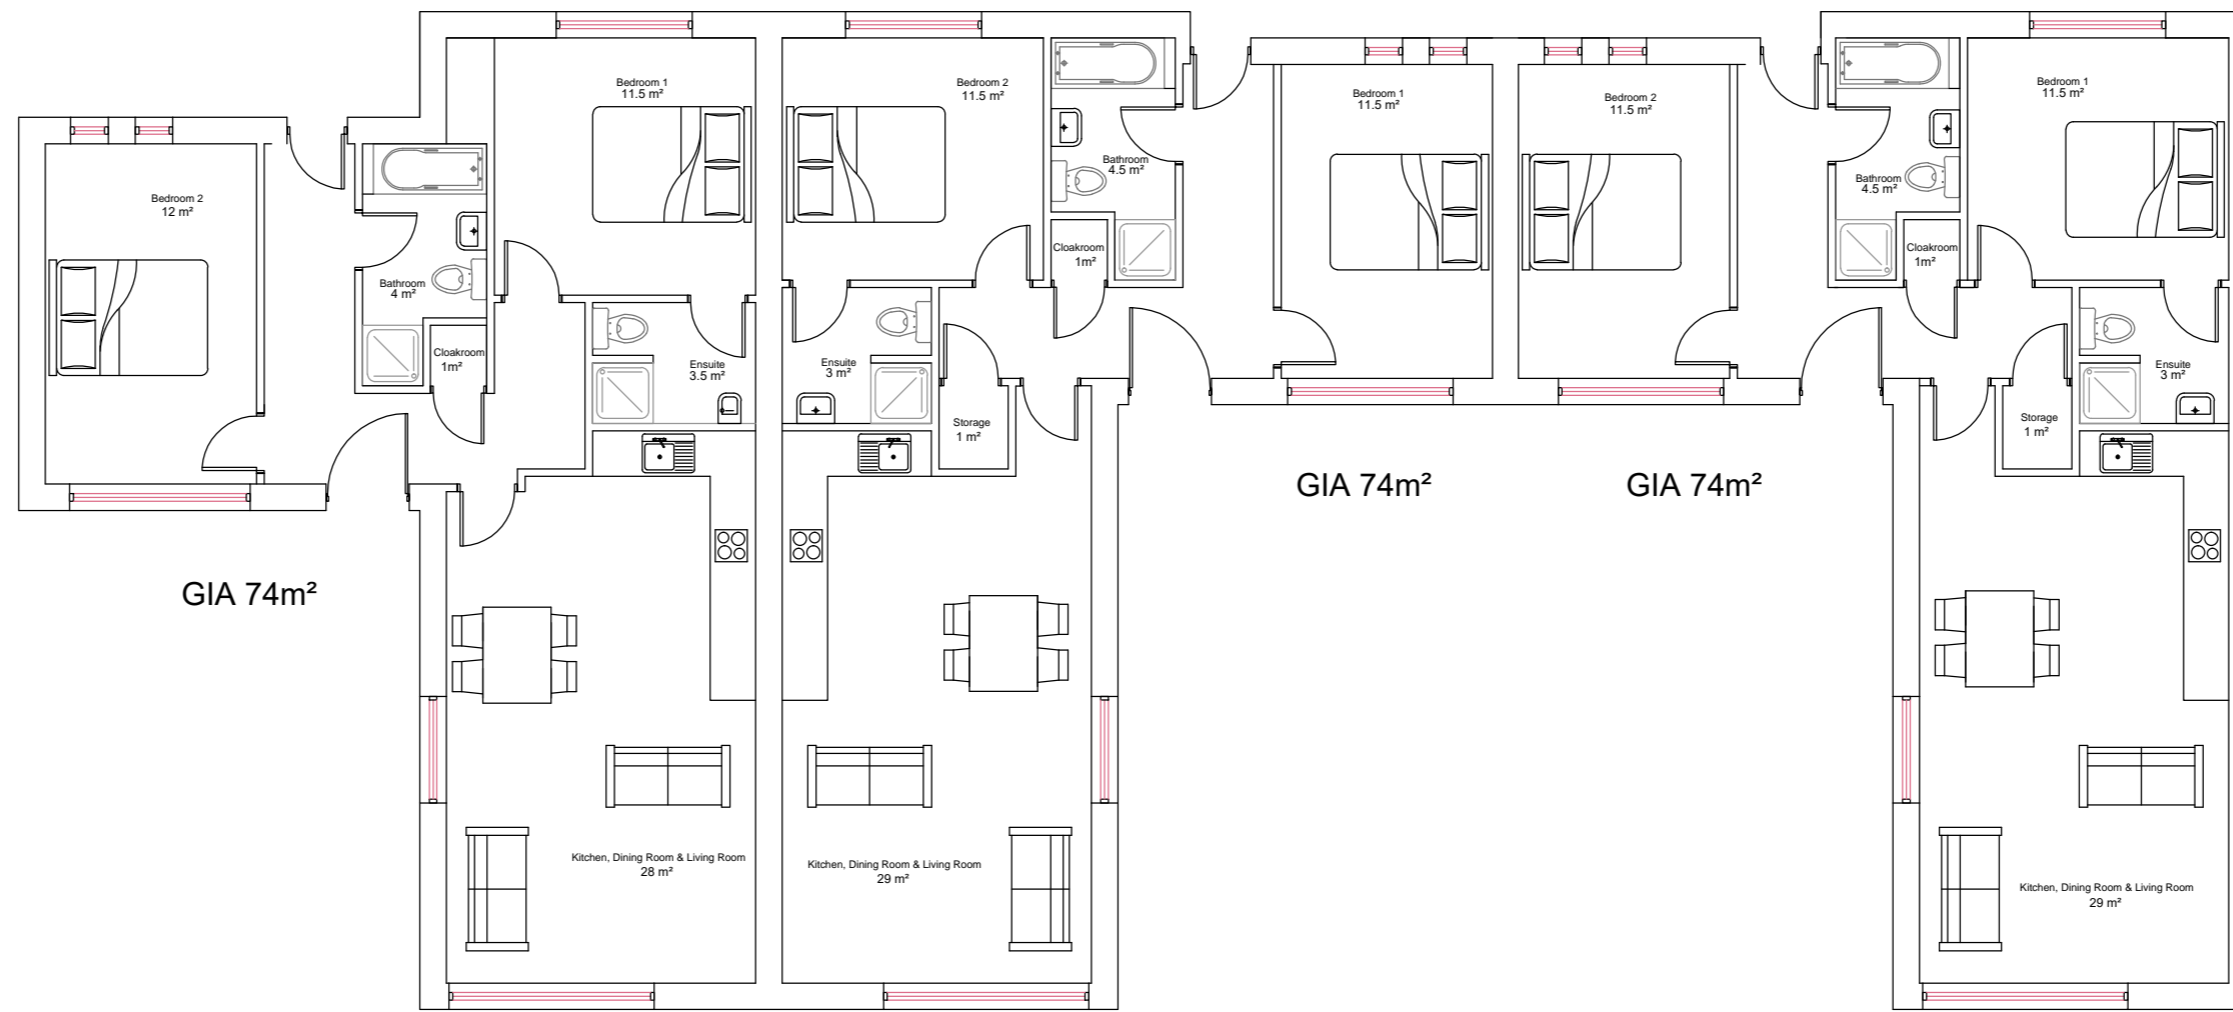 Bedroom 2
12 m²
Bathroom
4 m²
Cloakroom
1m²
Bedroom 1
11.5 m²
Ensuite
3.5 m²
Kitchen, Dining Room & Living Room
28 m²
GIA 74m²
Bedroom 2
11.5 m²
Ensuite
3 m²
Storage
1 m²
Bathroom
4.5 m²
Cloakroom
1m²
Bedroom 1
11.5 m²
Kitchen, Dining Room & Living Room
29 m²
GIA 74m²
Bedroom 2
11.5 m²
Bathroom
4.5 m²
Cloakroom
1m²
Bedroom 1
11.5 m²
Ensuite
3 m²
Storage
1 m²
Kitchen, Dining Room & Living Room
29 m²
GIA 74m²